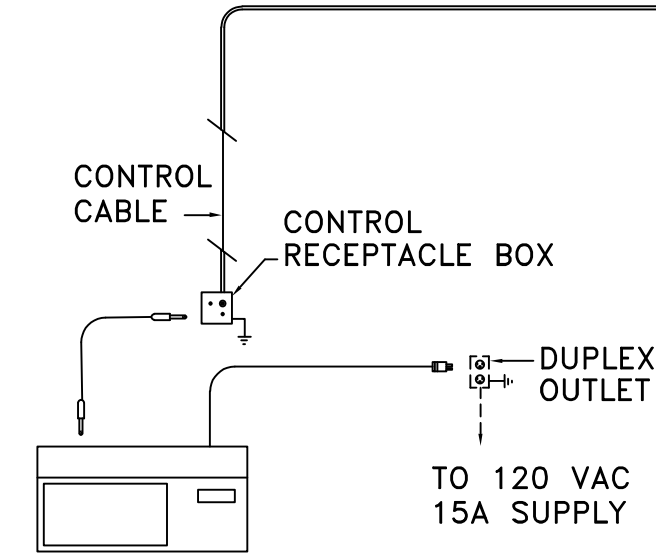 CONTROL
CABLE
CONTROL
RECEPTACLE BOX
DUPLEX
OUTLET
TO 120 VAC
15A SUPPLY